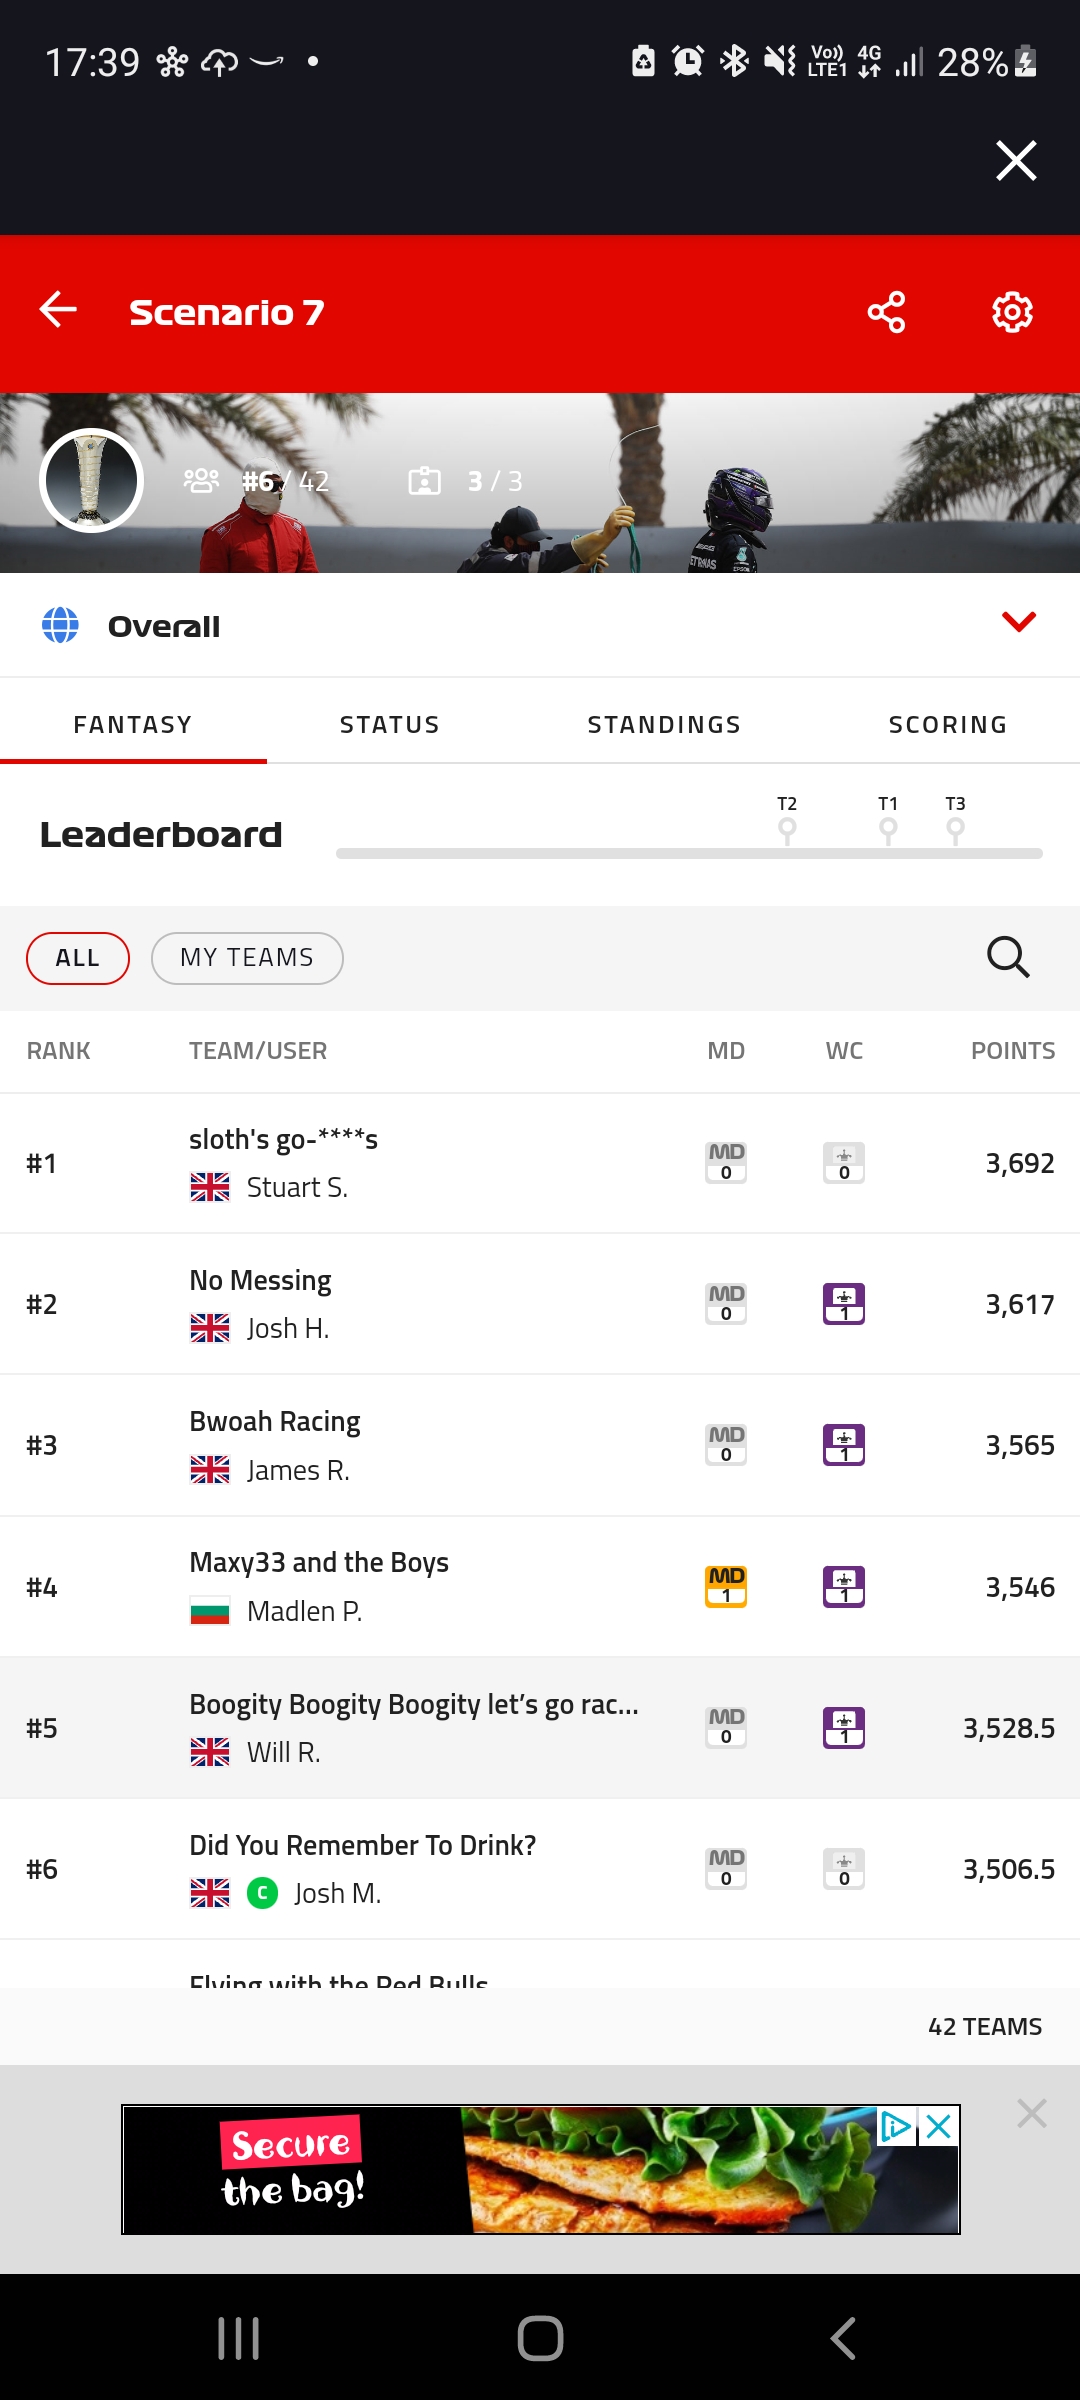 17:39
Vo)) LTE1 4G 28%
Scenario 7
#6 / 42 3 / 3
Overall
FANTASY STATUS STANDINGS SCORING
Leaderboard
T2 T1 T3
ALL MY TEAMS
RANK TEAM/USER MD WC POINTS
#1 sloth's go-****s MD 0 0 3,692
Stuart S.
#2 No Messing MD 0 1 3,617
Josh H.
#3 Bwoah Racing MD 0 1 3,565
James R.
#4 Maxy33 and the Boys MD 1 1 3,546
Madlen P.
#5 Boogity Boogity Boogity let’s go rac... MD 0 1 3,528.5
Will R.
#6 Did You Remember To Drink? MD 0 0 3,506.5
C Josh M.
Flying with the Red Bulls
42 TEAMS
Secure
the bag!